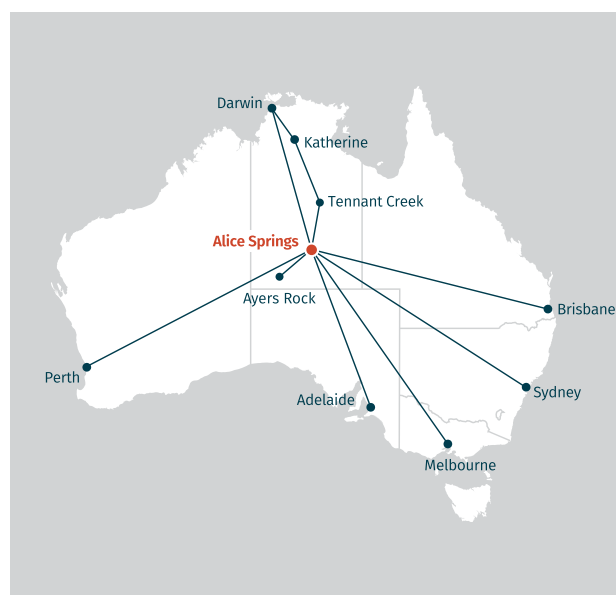 Darwin
Katherine
Tennant Creek
Alice Springs
Ayers Rock
Brisbane
Perth
Sydney
Adelaide
Melbourne